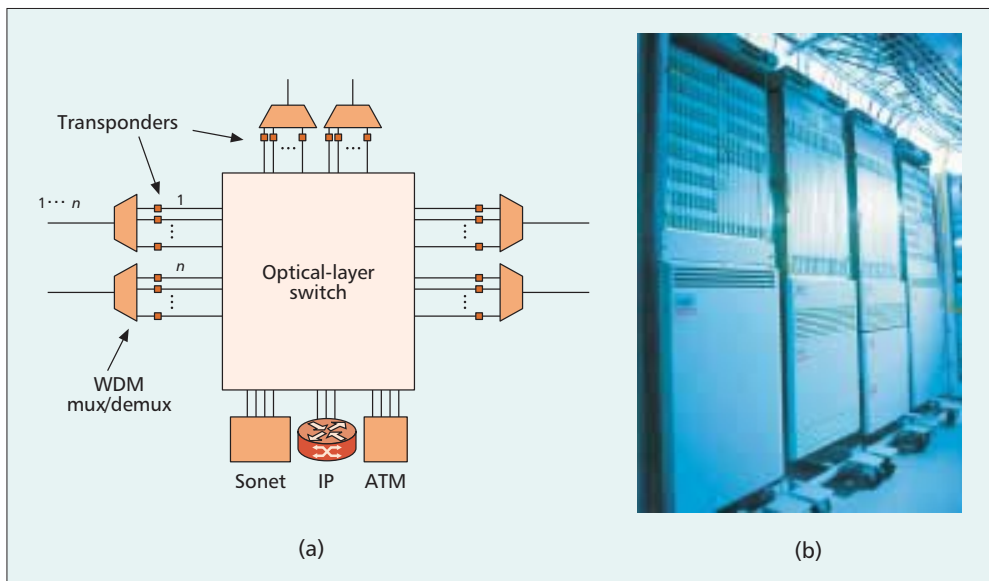 Transponders
1... n
1
n
Optical-layer
switch
WDM
mux/demux
Sonet IP ATM
(a)
(b)